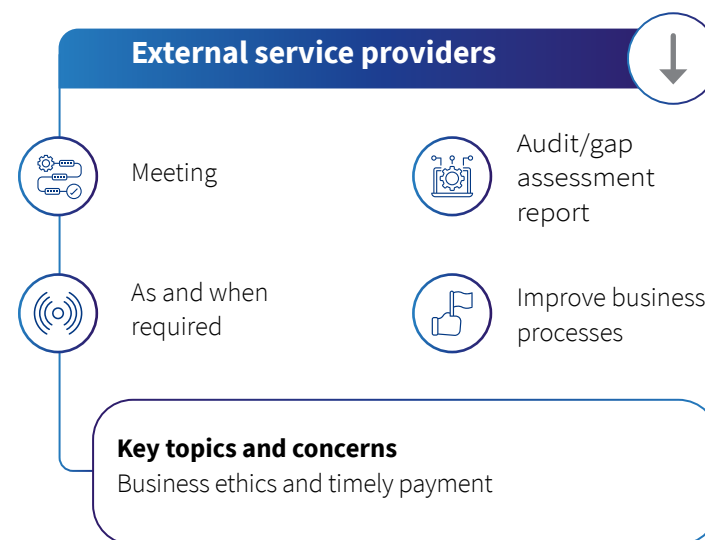 External service providers
Meeting
Audit/gap
assessment
report
As and when
required
Improve business
processes
Key topics and concerns
Business ethics and timely payment